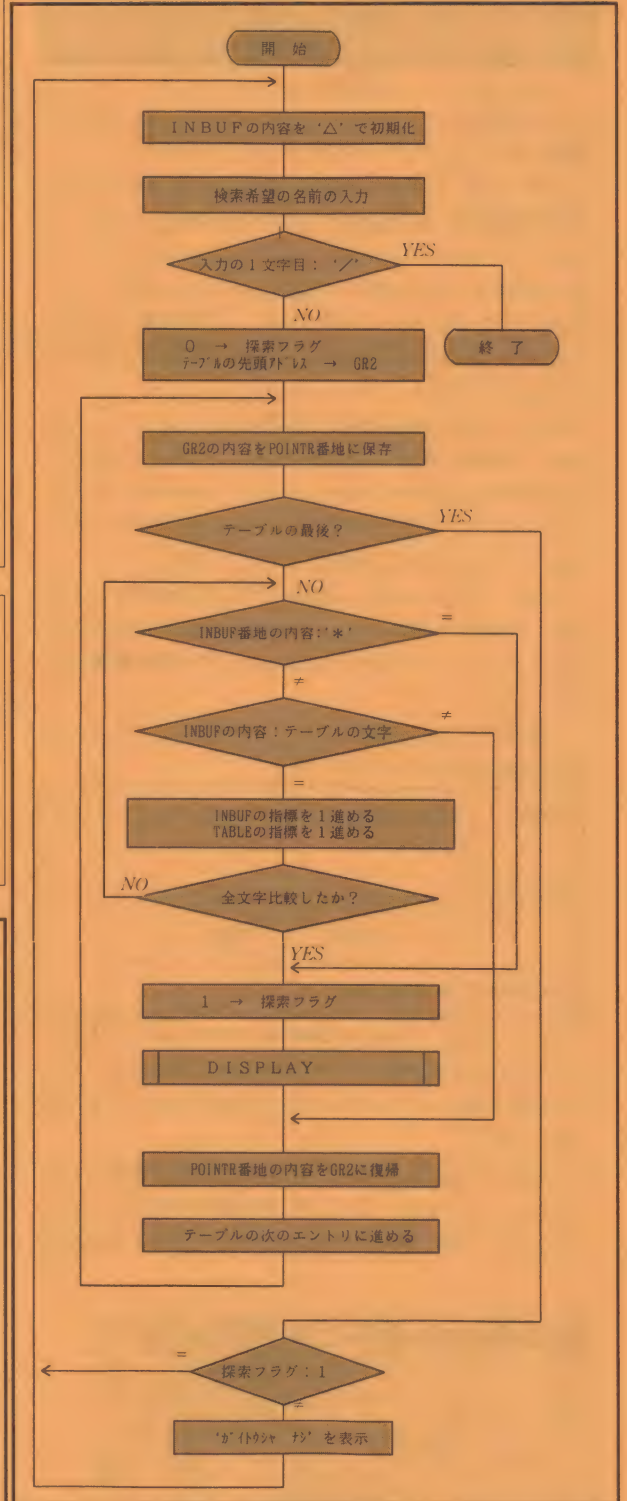 開 始
INBUFの内容を '△' で初期化
検索希望の名前の入力
入力の1文字目: '/'
YES
NO
終 了
0 → 探索フラグ
テーブルの先頭アドレス → GR2
GR2の内容をPOINTR番地に保存
テーブルの最後?
YES
NO
INBUF番地の内容:'*'
=
≠
INBUFの内容:テーブルの文字
≠
=
INBUFの指標を1進める
TABLEの指標を1進める
NO
全文字比較したか?
YES
1 → 探索フラグ
DISPLAY
POINTR番地の内容をGR2に復帰
テーブルの次のエントリに進める
=
探索フラグ:1
≠
'ガイトウシャ ナシ' を表示